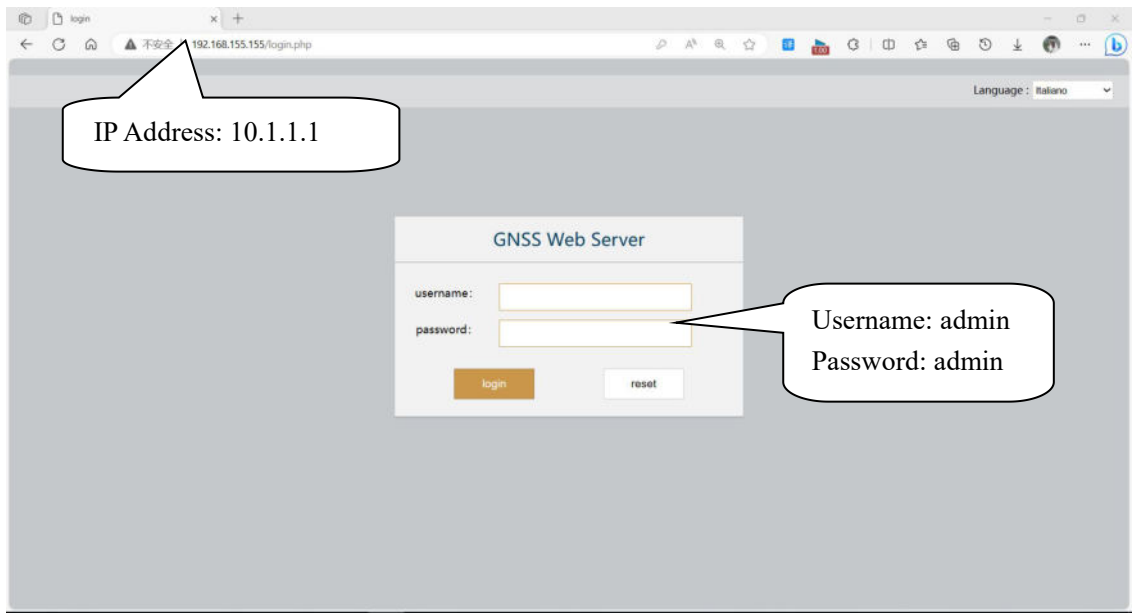 login
不安全 192.168.155.155/login.php
Language : Italiano
IP Address: 10.1.1.1
GNSS Web Server
username:
password:
Username: admin
Password: admin
login
reset